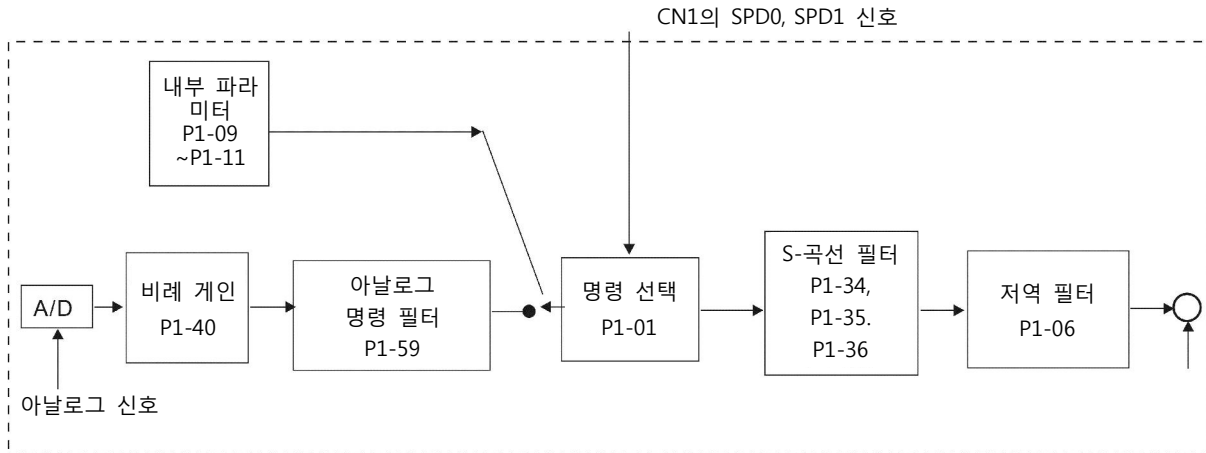 CN1의 SPD0, SPD1 신호
내부 파라
미터
P1-09
~P1-11
A/D
비례 게인
P1-40
아날로그
명령 필터
P1-59
명령 선택
P1-01
S-곡선 필터
P1-34,
P1-35.
P1-36
저역 필터
P1-06
아날로그 신호